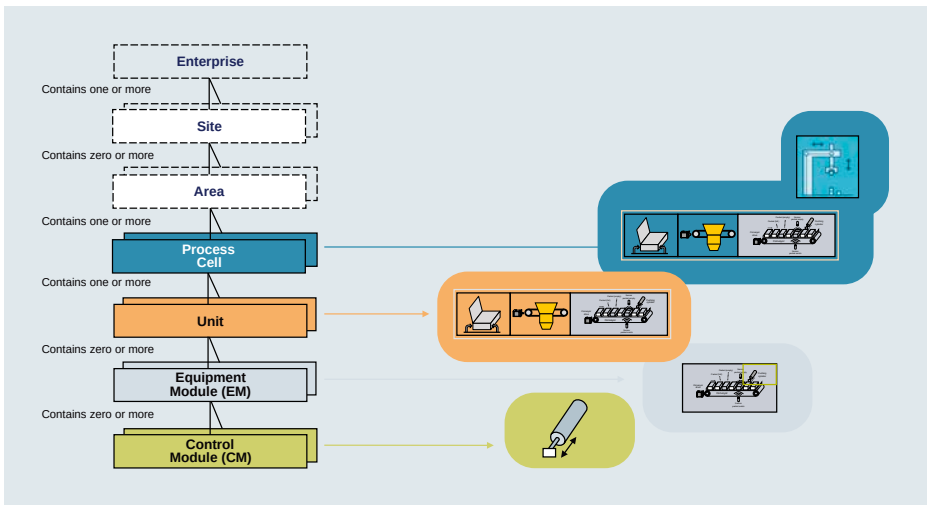 Enterprise
Contains one or more
Site
Contains zero or more
Area
Contains one or more
Process
Cell
Contains one or more
Unit
Contains zero or more
Equipment
Module (EM)
Contains zero or more
Control
Module (CM)